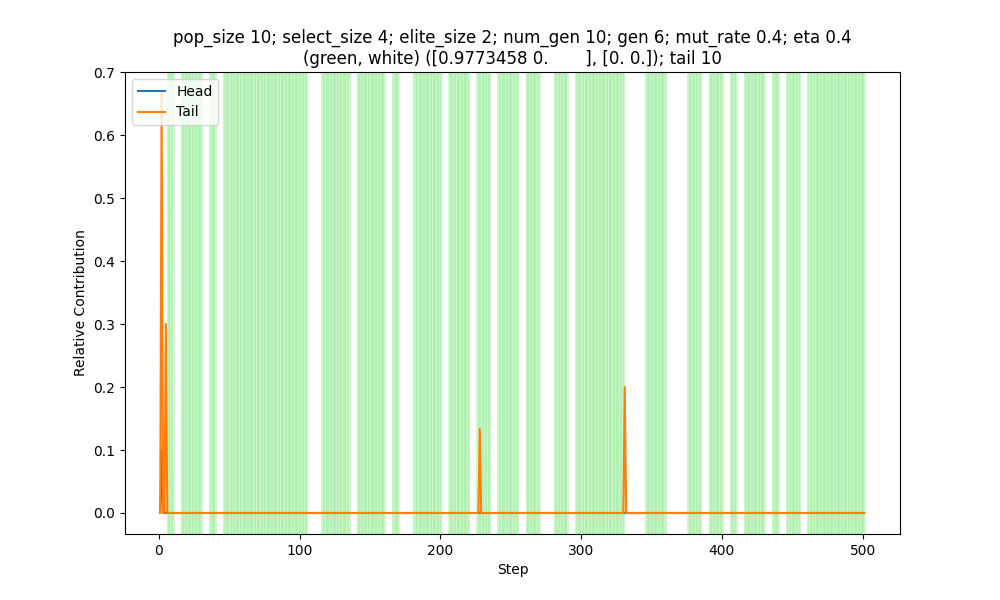 pop_size 10; select_size 4; elite_size 2; num_gen 10; gen 6; mut_rate 0.4; eta 0.4
(green, white) ([0.9773458 0.        ], [0. 0.]); tail 10
Head
Tail
0.7
0.6
0.5
0.4
0.3
0.2
0.1
0.0
Relative Contribution
0
100
200
300
400
500
Step